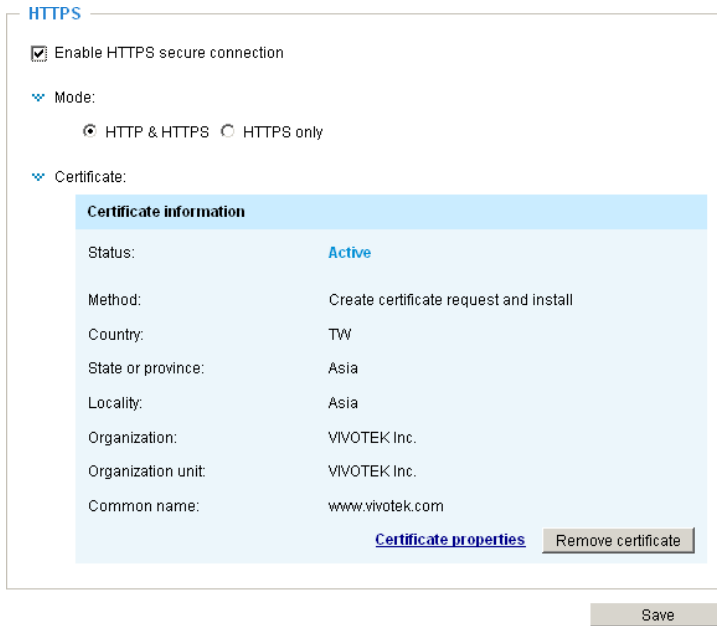 HTTPS
Enable HTTPS secure connection
Mode:
HTTP & HTTPS HTTPS only
Certificate:
Certificate information
Status: Active
Method: Create certificate request and install
Country: TW
State or province: Asia
Locality: Asia
Organization: VIVOTEK Inc.
Organization unit: VIVOTEK Inc.
Common name: www.vivotek.com
Certificate properties Remove certificate
Save